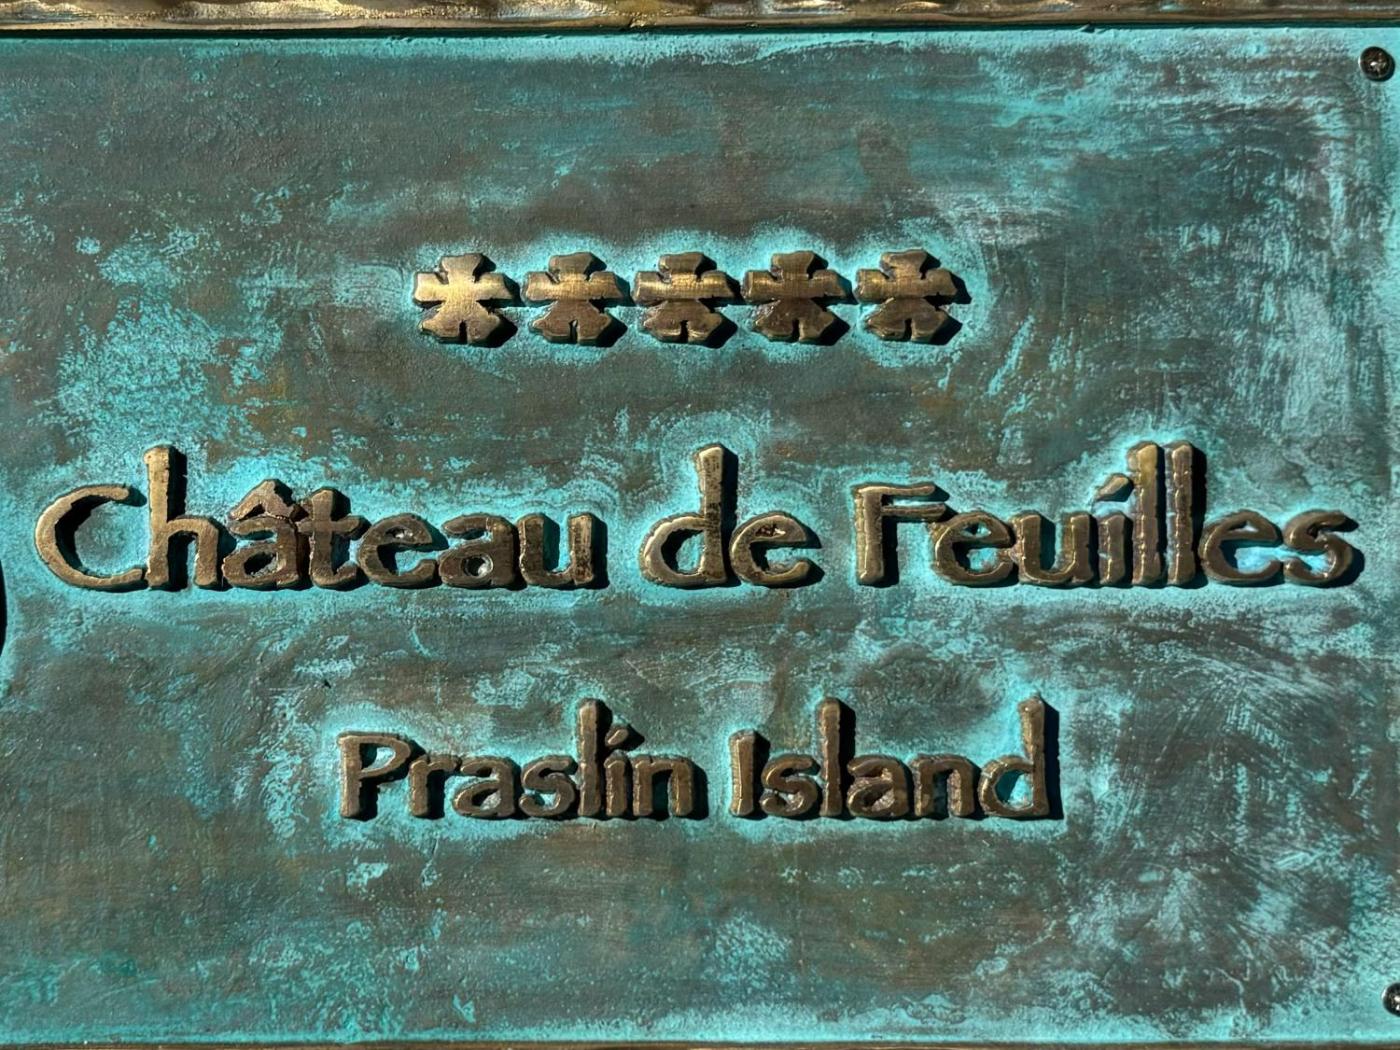 *****
Château de Feuilles
Praslin Island